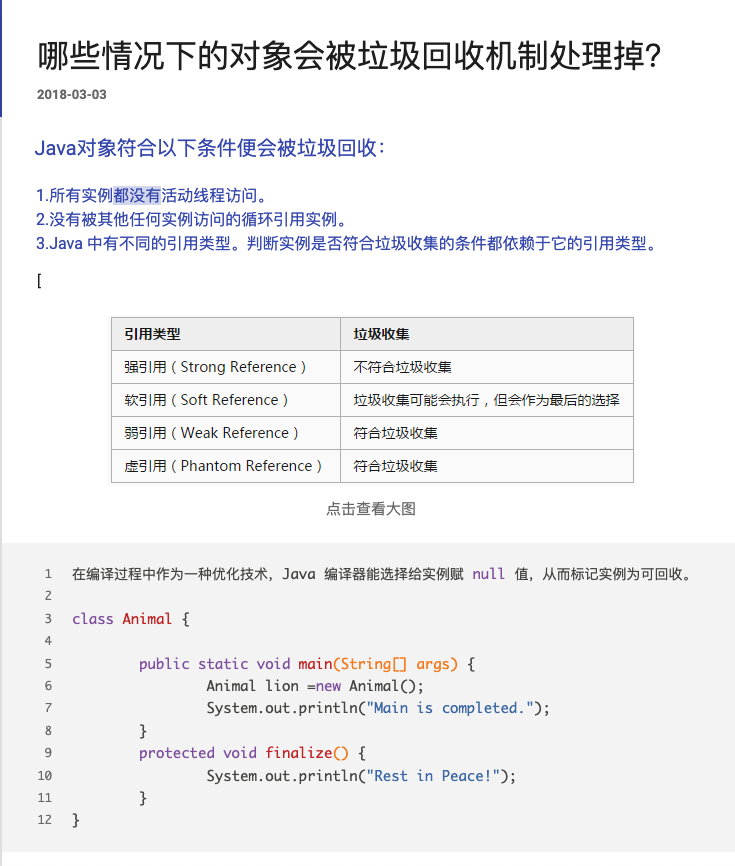 哪些情况下的对象会被垃圾回收机制处理掉?
2018-03-03
Java对象符合以下条件便会被垃圾回收：
1.所有实例都没有活动线程访问。
2.没有被其他任何实例访问的循环引用实例。
3.Java 中有不同的引用类型。判断实例是否符合垃圾收集的条件都依赖于它的引用类型。
[
引用类型 垃圾收集
强引用（Strong Reference） 不符合垃圾收集
软引用（Soft Reference） 垃圾收集可能会执行，但会作为最后的选择
弱引用（Weak Reference） 符合垃圾收集
虚引用（Phantom Reference） 符合垃圾收集
点击查看大图
1 在编译过程中作为一种优化技术，Java 编译器能选择给实例赋 null 值，从而标记实例为可回收。
2
3 class Animal {
4
5 public static void main(String[] args) {
6 Animal lion =new Animal();
7 System.out.println("Main is completed.");
8 }
9 protected void finalize() {
10 System.out.println("Rest in Peace!");
11 }
12 }